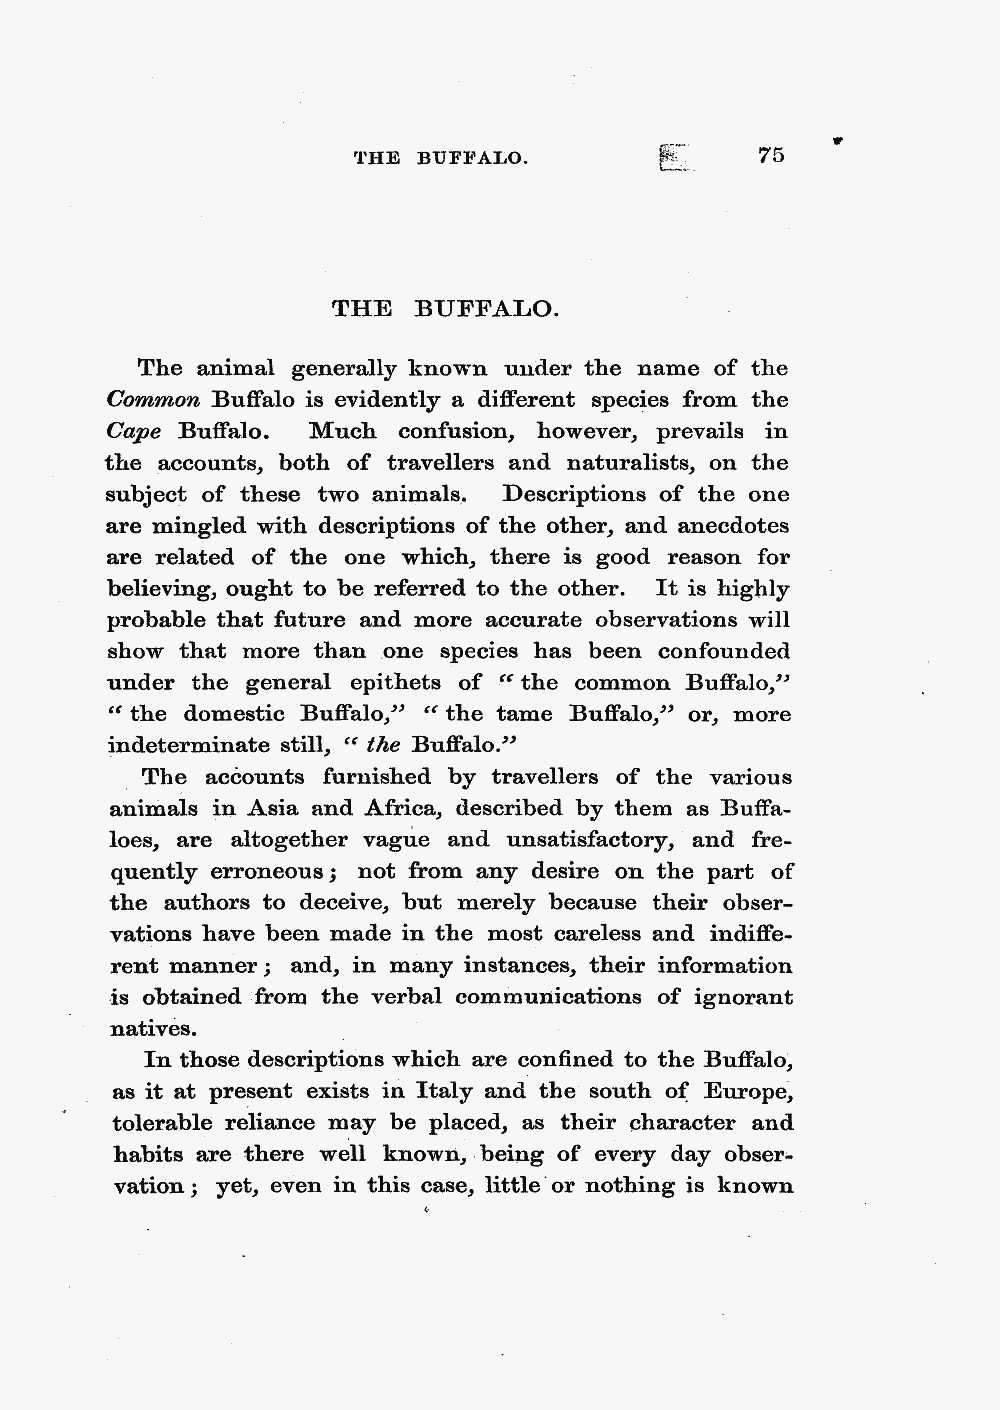 THE BUFFALO. 75
THE BUFFALO.
The animal generally known under the name of the
Common Buffalo is evidently a different species from the
Cape Buffalo. Much confusion, however, prevails in
the accounts, both of travellers and naturalists, on the
subject of these two animals. Descriptions of the one
are mingled with descriptions of the other, and anecdotes
are related of the one which, there is good reason for
believing, ought to be referred to the other. It is highly
probable that future and more accurate observations will
show that more than one species has been confounded
under the general epithets of “ the common Buffalo,”
“ the domestic Buffalo,” “ the tame Buffalo,” or, more
indeterminate still, “ the Buffalo.”
The accounts furnished by travellers of the various
animals in Asia and Africa, described by them as Buffa-
loes, are altogether vague and unsatisfactory, and fre-
quently erroneous ; not from any desire on the part of
the authors to deceive, but merely because their obser-
vations have been made in the most careless and indiffe-
rent manner ; and, in many instances, their information
is obtained from the verbal communications of ignorant
natives.
In those descriptions which are confined to the Buffalo,
as it at present exists in Italy and the south of Europe,
tolerable reliance may be placed, as their character and
habits are there well known, being of every day obser-
vation ; yet, even in this case, little or nothing is known